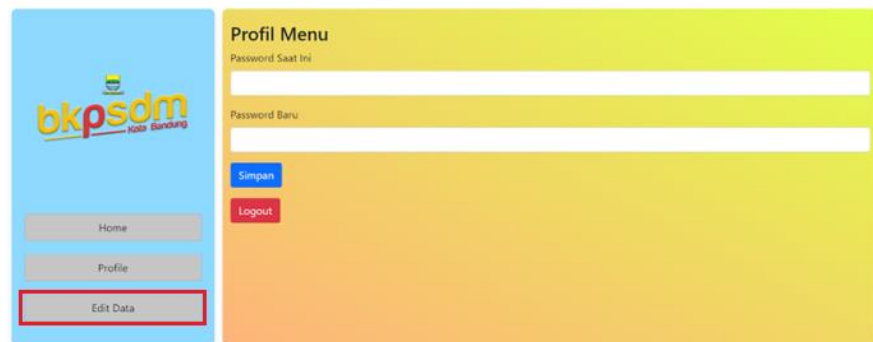 bkpsdm
Kota Bandung
Home
Profile
Edit Data
Profil Menu
Password Saat Ini
Password Baru
Simpan
Logout